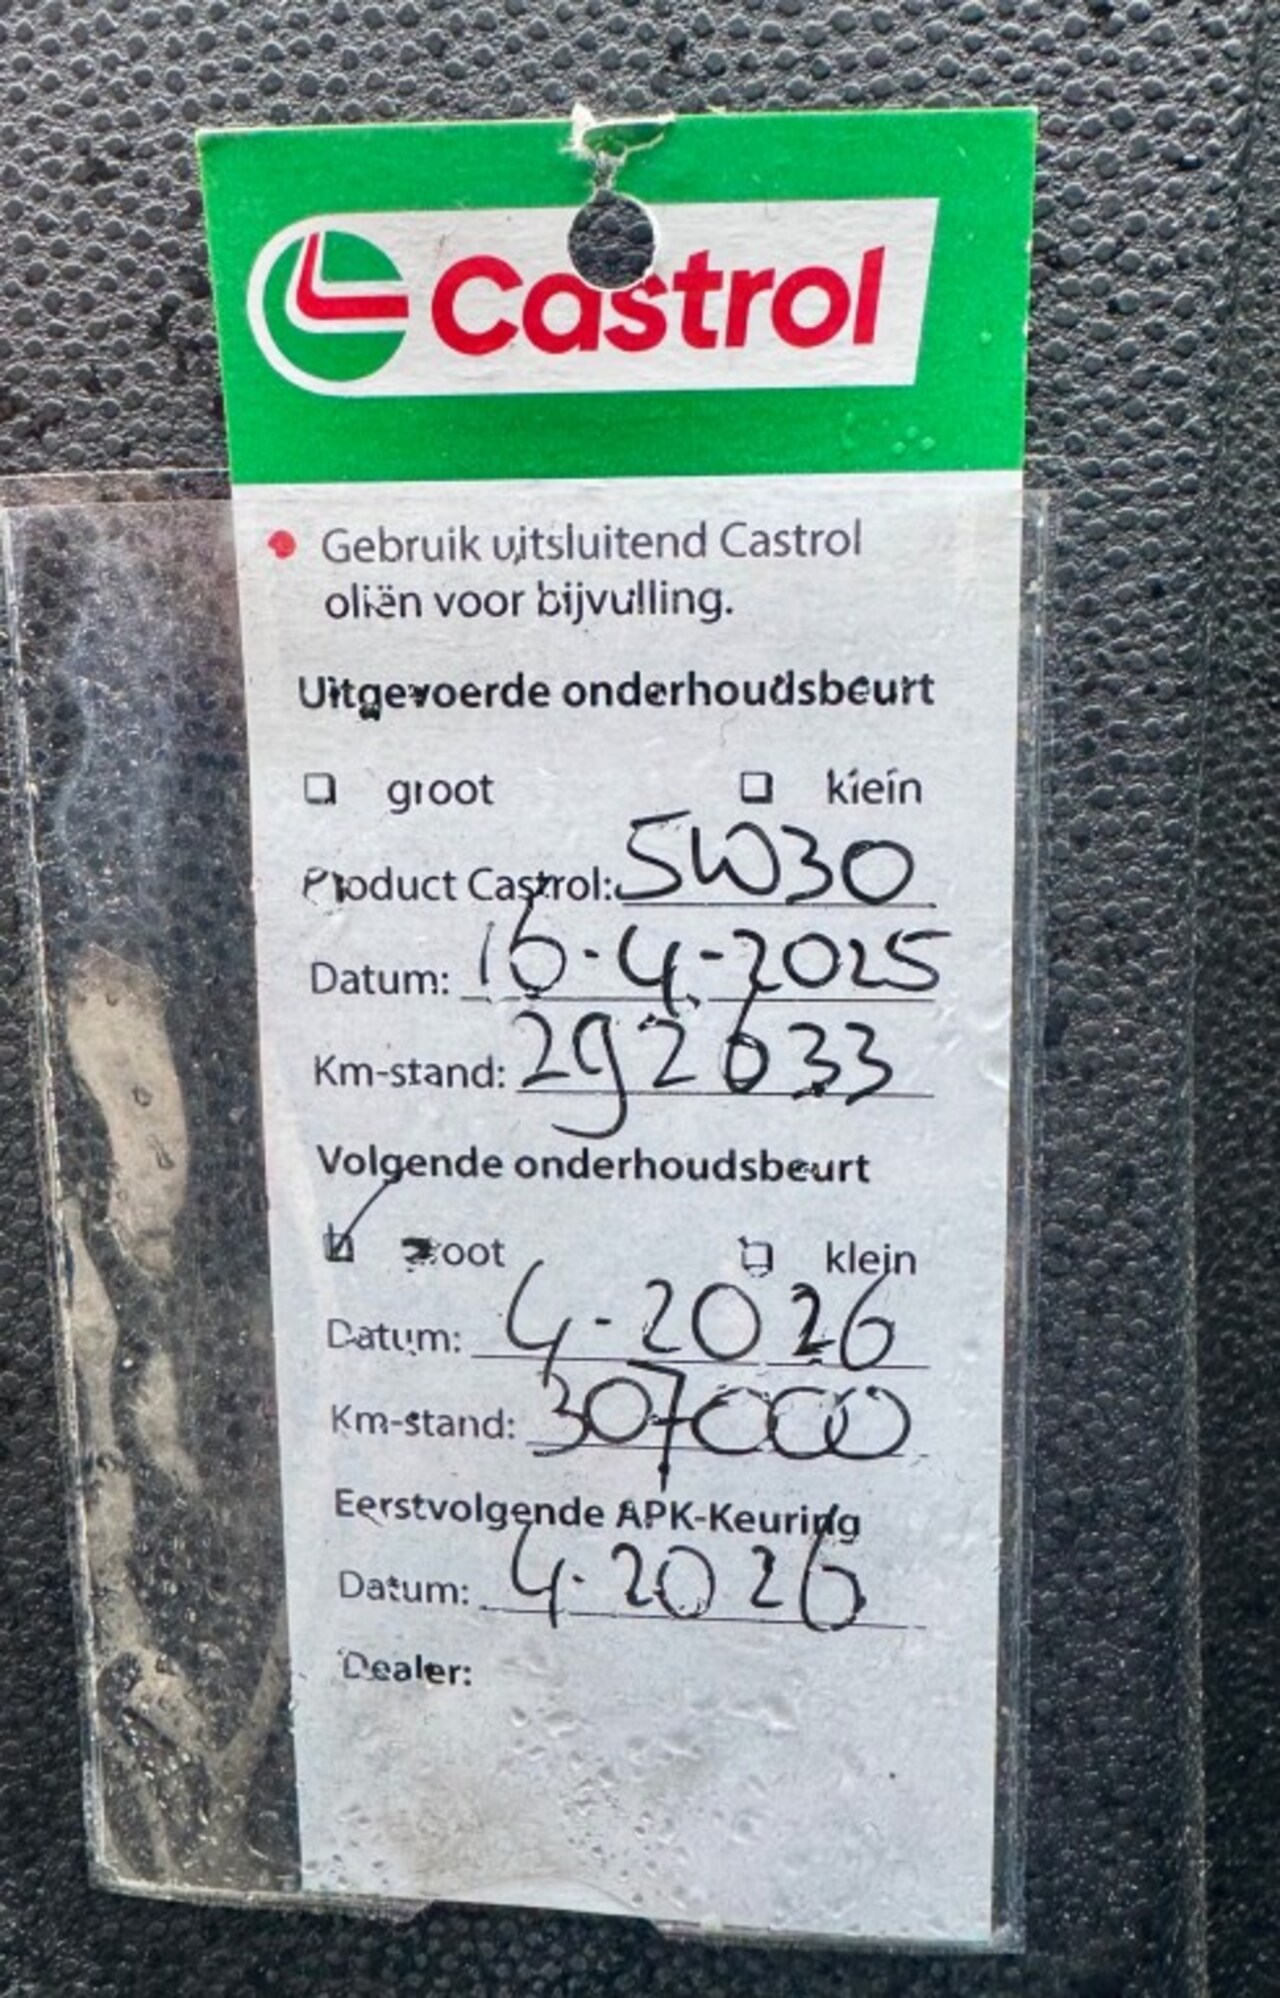 Castrol
Gebruik uitsluitend Castrol
oliën voor bijvulling.
Uitgevoerde onderhoudsbeurt
groot klein
Product Castrol: 5W30
Datum: 16-4-2025
Km-stand: 292633
Volgende onderhoudsbeurt
groot klein
Datum: 4-2026
Km-stand: 307000
Eerstvolgende APK-Keuring
Datum: 4-2026
Dealer: